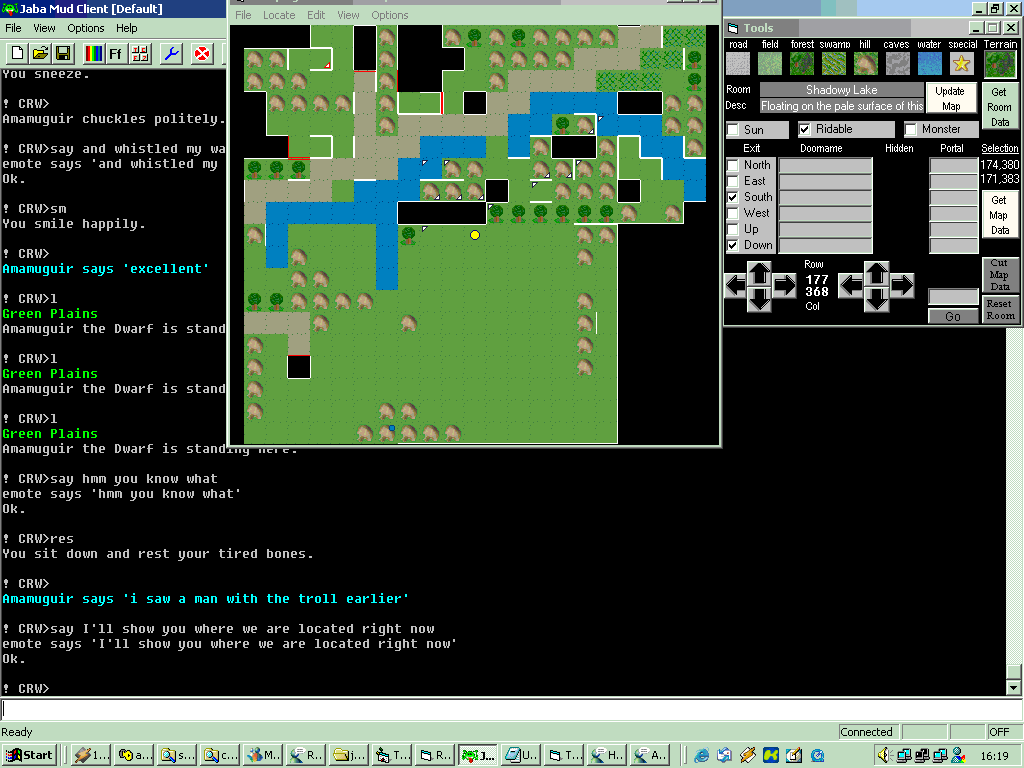 Jaba Mud Client [Default]
File View Options Help
File Locate Edit View Options
Ff
You sneeze.
! CRW>
Amamuguir chuckles politely.
! CRW>say and whistled my wa
emote says 'and whistled my
Ok.
! CRW>sm
You smile happily.
! CRW>
Amamuguir says 'excellent'
! CRW>l
Green Plains
Amamuguir the Dwarf is stand
! CRW>l
Green Plains
Amamuguir the Dwarf is stand
! CRW>l
Green Plains
Amamuguir the Dwarf is standing here.
! CRW>say hmm you know what
emote says 'hmm you know what'
Ok.
! CRW>res
You sit down and rest your tired bones.
! CRW>
Amamuguir says 'i saw a man with the troll earlier'
! CRW>say I'll show you where we are located right now
emote says 'I'll show you where we are located right now'
Ok.
! CRW>
Tools
road field forest swamp hill caves water special Terrain
Room Shadowy Lake
Desc Floating on the pale surface of this
Update Map
Get Room Data
Sun Ridable Monster
Exit Doorname Hidden Portal
Selection
174,380
171,383
North
East
South
West
Up
Down
Get Map Data
Row
177
368
Col
Go
Cut Map Data
Reset Room
Ready
Connected
OFF
Start 1... a... s... c... M.. R.. j... T... R.. J... U.. T... H.. A..
16:19